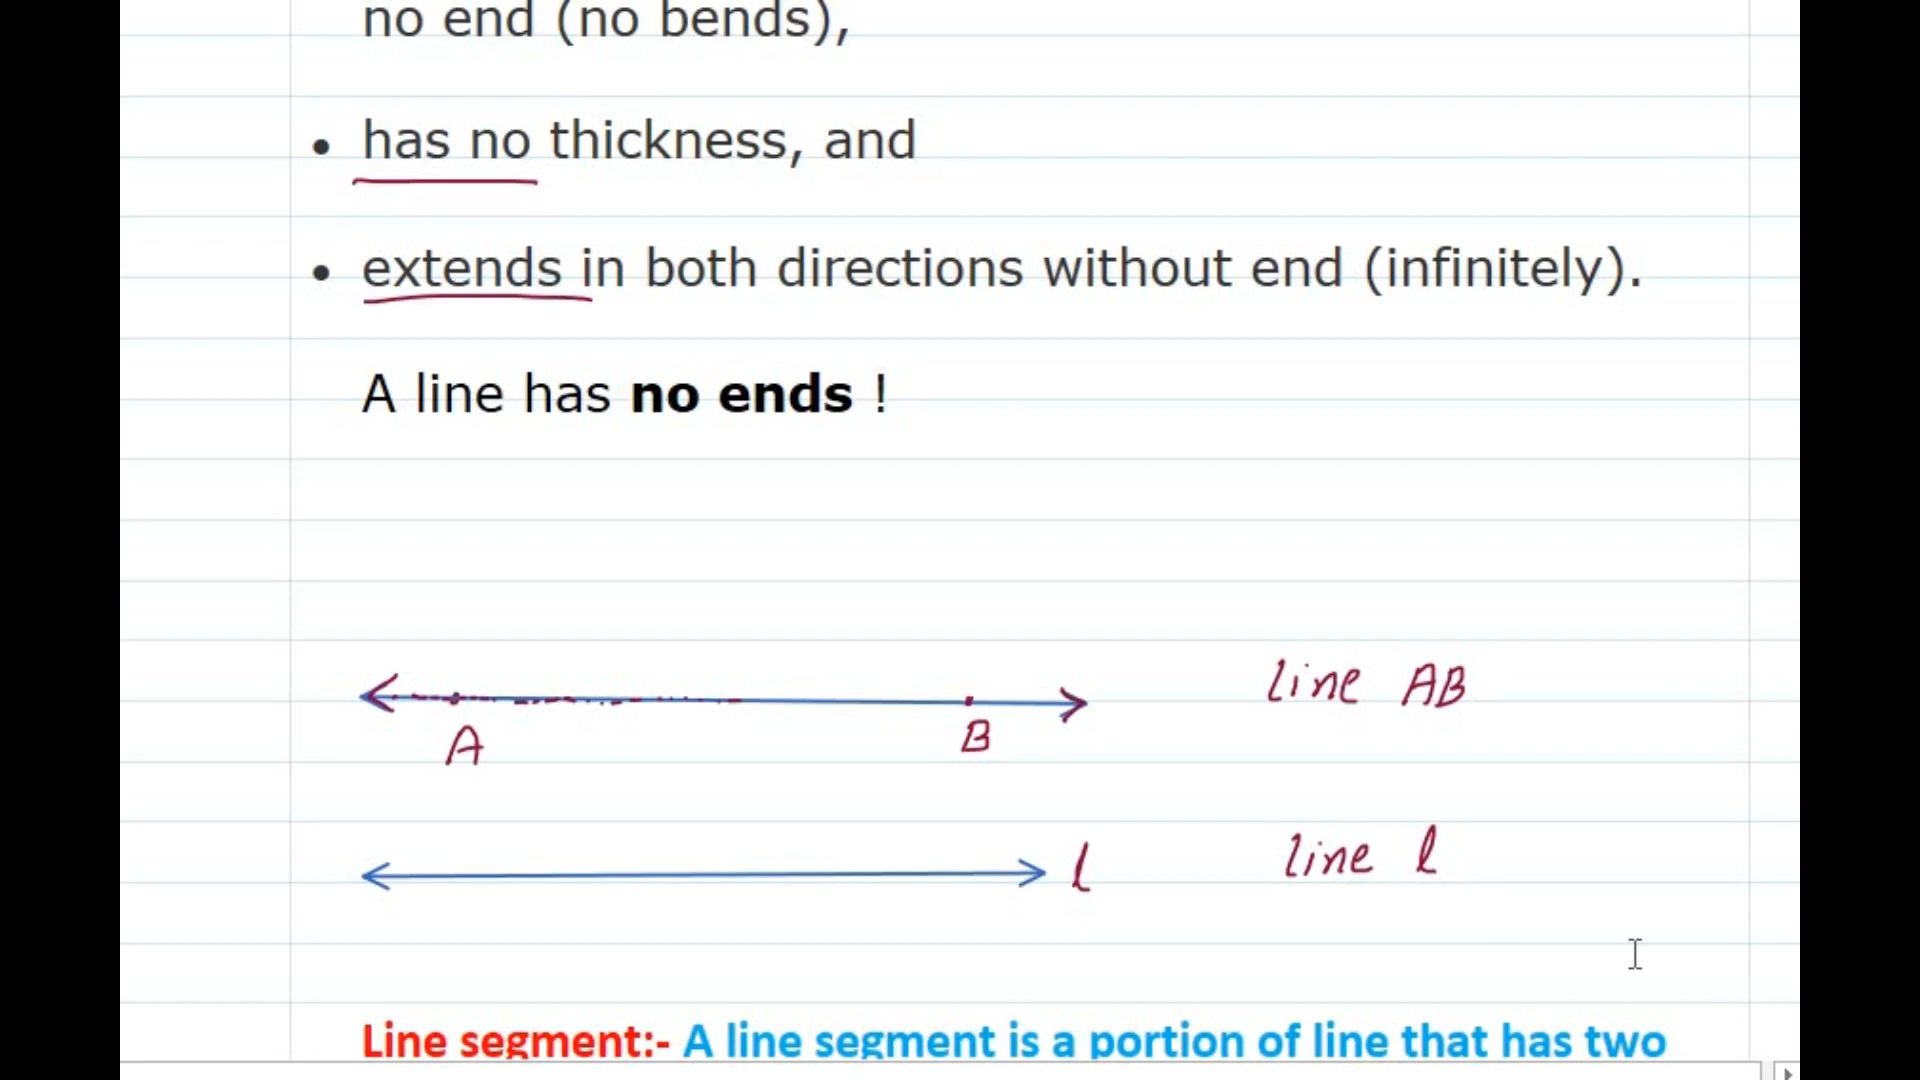 no end (no bends),
• has no thickness, and
• extends in both directions without end (infinitely).
A line has no ends !
line AB
A B
l line l
Line segment:- A line segment is a portion of line that has two